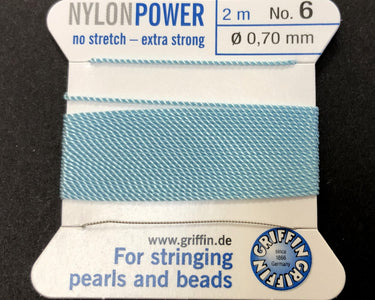 NYLONPOWER
no stretch – extra strong
2 m No. 6
Ø 0,70 mm
www.griffin.de
For stringing
pearls and beads
GRIFFIN
since
1866
Germany
GRIFFIN